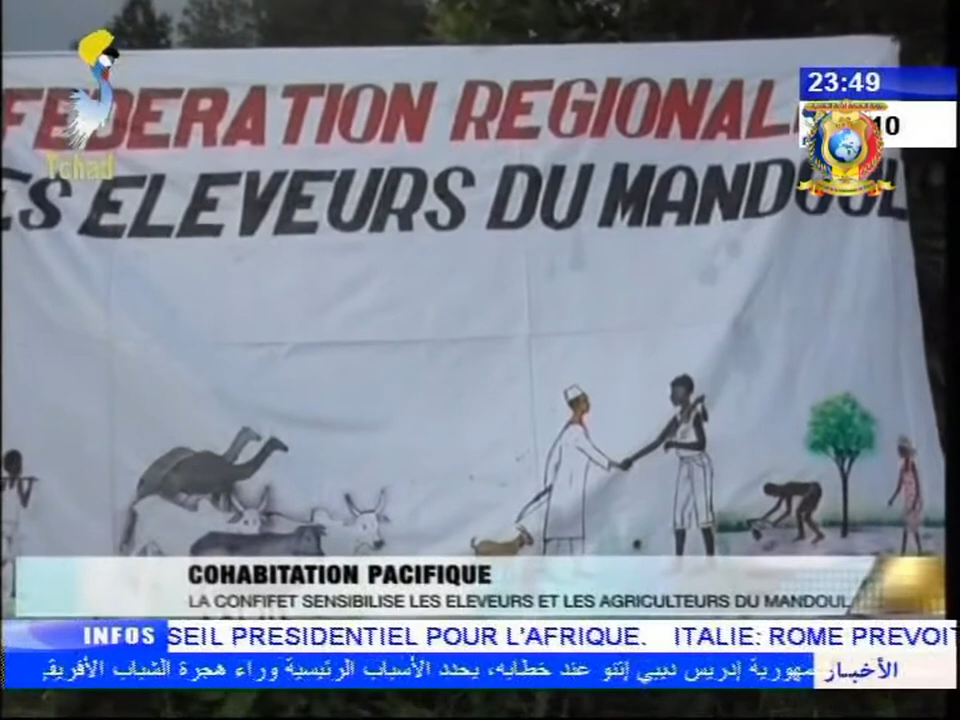 Tchad
23:49
10
FEDERATION REGIONAL
ES ELEVEURS DU MANDOUL
COHABITATION PACIFIQUE
LA CONFIFET SENSIBILISE LES ELEVEURS ET LES AGRICULTEURS DU MANDOUL
INFOS
SEIL PRESIDENTIEL POUR L'AFRIQUE. ITALIE: ROME PREVOIT
الأخبار
مهورية إدريس ديبي إتنو عند خطابه، يحدد الأسباب الرئيسية وراء هجرة الشباب الأفريق